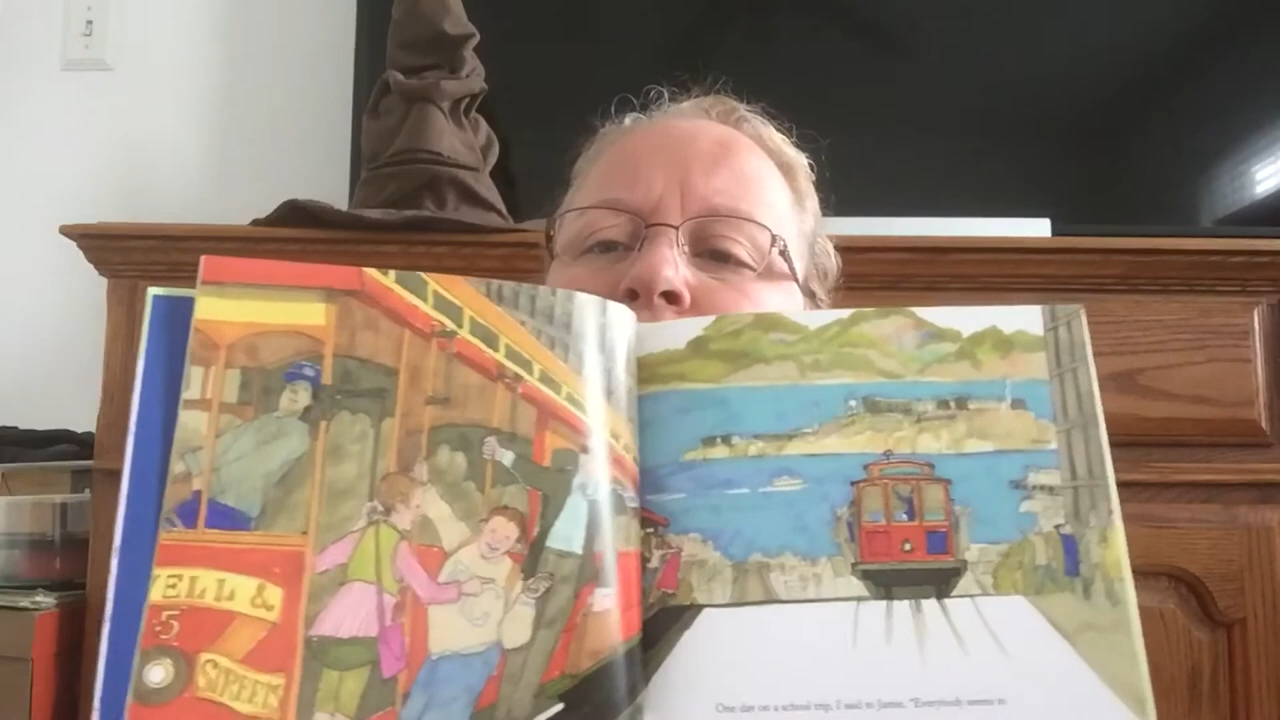 ELL &
5
STREETS
One day on a school trip, I said to Jamie, "Everybody seems to